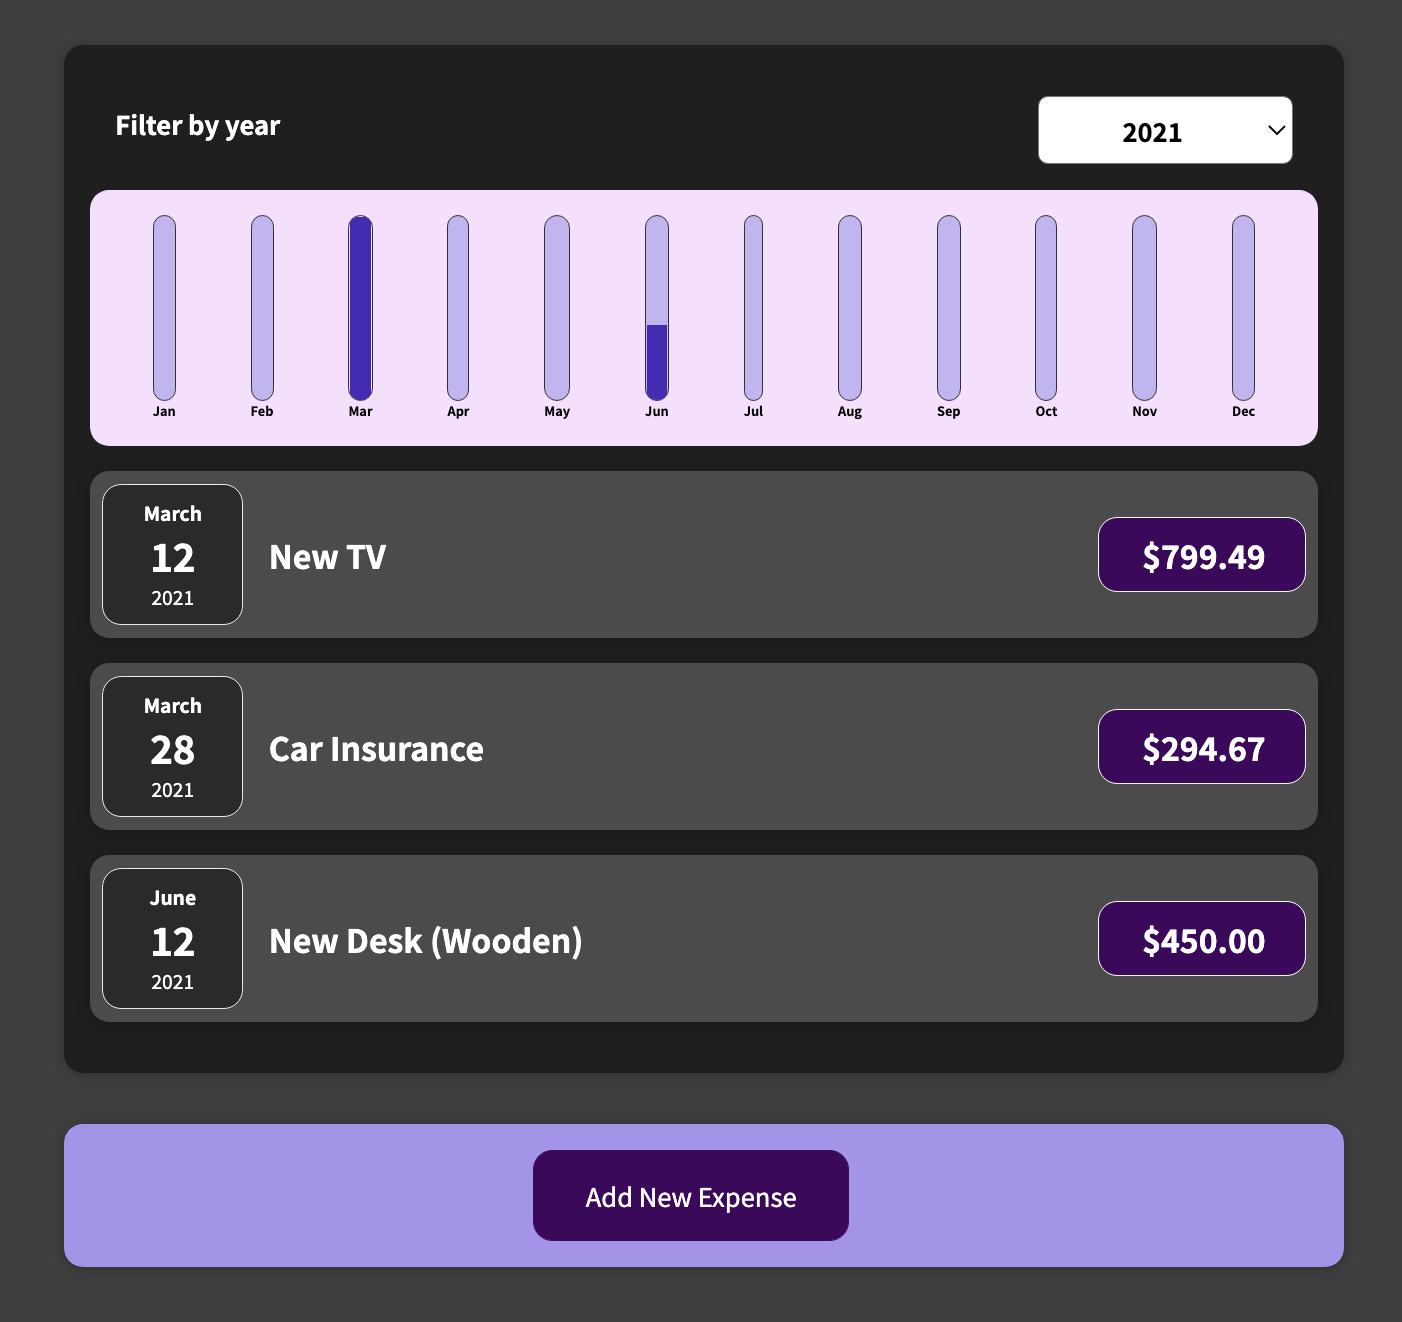 Filter by year
2021
Jan Feb Mar Apr May Jun Jul Aug Sep Oct Nov Dec
March
12
2021
New TV
$799.49
March
28
2021
Car Insurance
$294.67
June
12
2021
New Desk (Wooden)
$450.00
Add New Expense